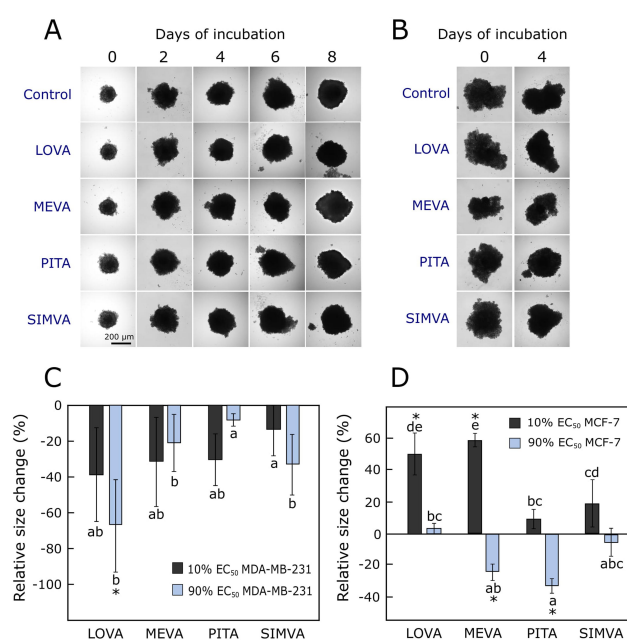 A
Days of incubation
0 2 4 6 8
Control
LOVA
MEVA
PITA
SIMVA
200 µm
B
Days of incubation
0 4
Control
LOVA
MEVA
PITA
SIMVA
C
Relative size change (%)
0
-20
-40
-60
-80
-100
ab
b
*
ab
b
ab
a
a
b
10% EC₅₀ MDA-MB-231
90% EC₅₀ MDA-MB-231
LOVA MEVA PITA SIMVA
D
Relative size change (%)
60
40
20
0
-20
-40
*
de
bc
*
e
ab
*
bc
a
*
cd
abc
10% EC₅₀ MCF-7
90% EC₅₀ MCF-7
LOVA MEVA PITA SIMVA